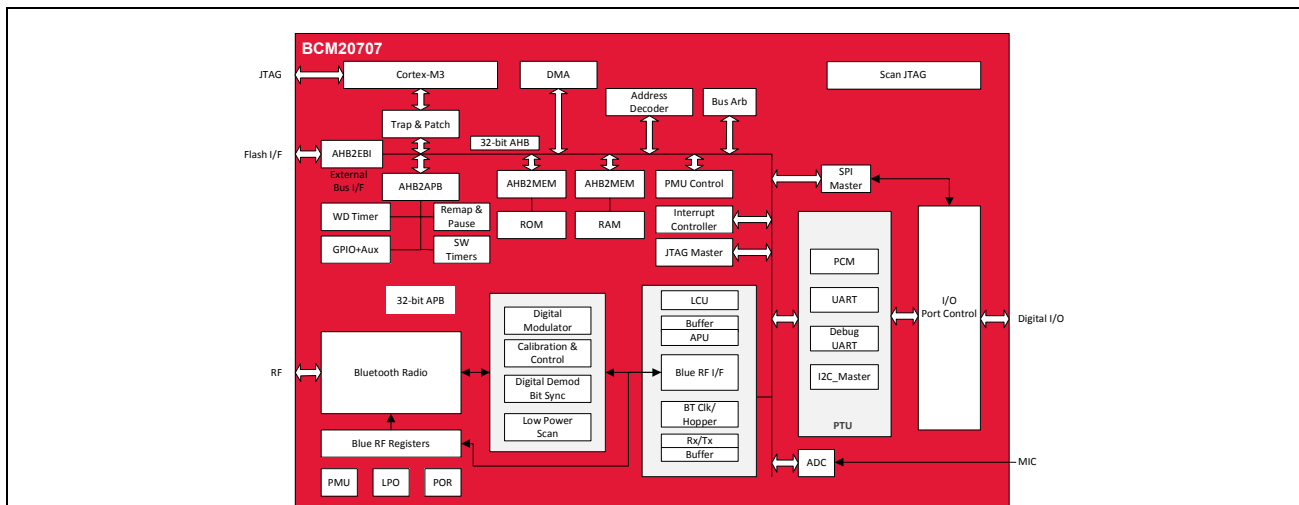 BCM20707
JTAG
Cortex-M3
DMA
Scan JTAG
Address
Decoder
Bus Arb
Trap & Patch
32-bit AHB
Flash I/F
AHB2EBI
External
Bus I/F
AHB2APB
AHB2MEM
AHB2MEM
PMU Control
SPI
Master
WD Timer
Remap &
Pause
ROM
RAM
Interrupt
Controller
GPIO+Aux
SW
Timers
JTAG Master
PCM
32-bit APB
LCU
UART
I/O
Port Control
Digital I/O
Digital
Modulator
Buffer
APU
Debug
UART
Calibration &
Control
RF
Bluetooth Radio
Blue RF I/F
I2C_Master
Digital Demod
Bit Sync
BT Clk/
Hopper
Low Power
Scan
PTU
Blue RF Registers
Rx/Tx
Buffer
ADC
MIC
PMU
LPO
POR